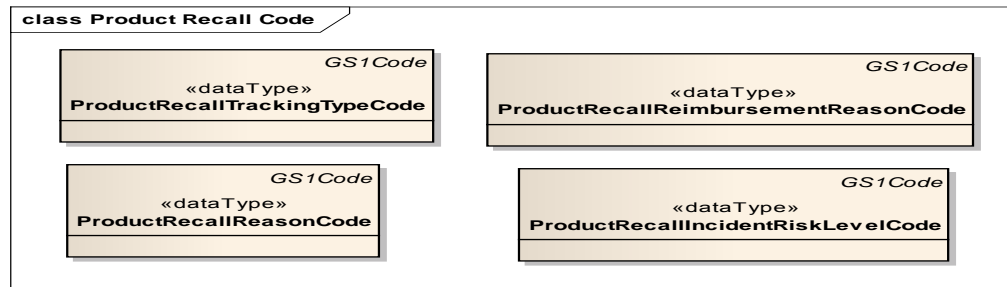 class Product Recall Code
GS1Code
«dataType»
ProductRecallTrackingTypeCode
GS1Code
«dataType»
ProductRecallReimbursementReasonCode
GS1Code
«dataType»
ProductRecallReasonCode
GS1Code
«dataType»
ProductRecallIncidentRiskLevelCode